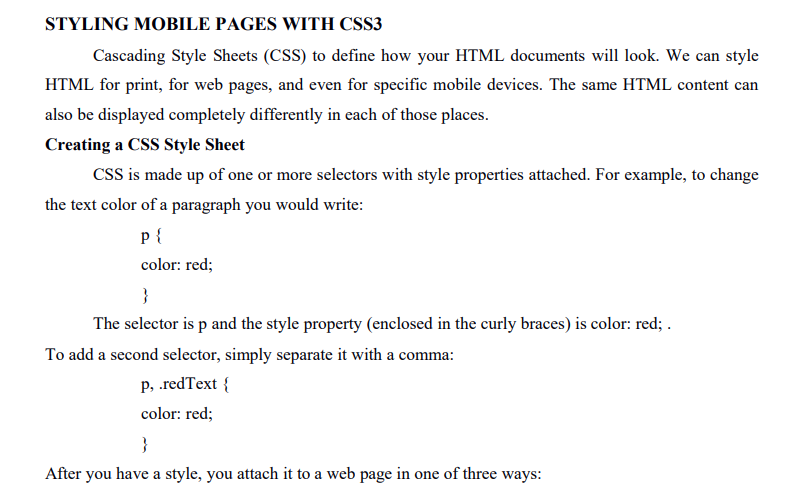 STYLING MOBILE PAGES WITH CSS3
Cascading Style Sheets (CSS) to define how your HTML documents will look. We can style
HTML for print, for web pages, and even for specific mobile devices. The same HTML content can
also be displayed completely differently in each of those places.
Creating a CSS Style Sheet
CSS is made up of one or more selectors with style properties attached. For example, to change
the text color of a paragraph you would write:
p {
color: red;
}
The selector is p and the style property (enclosed in the curly braces) is color: red; .
To add a second selector, simply separate it with a comma:
p, .redText {
color: red;
}
After you have a style, you attach it to a web page in one of three ways: